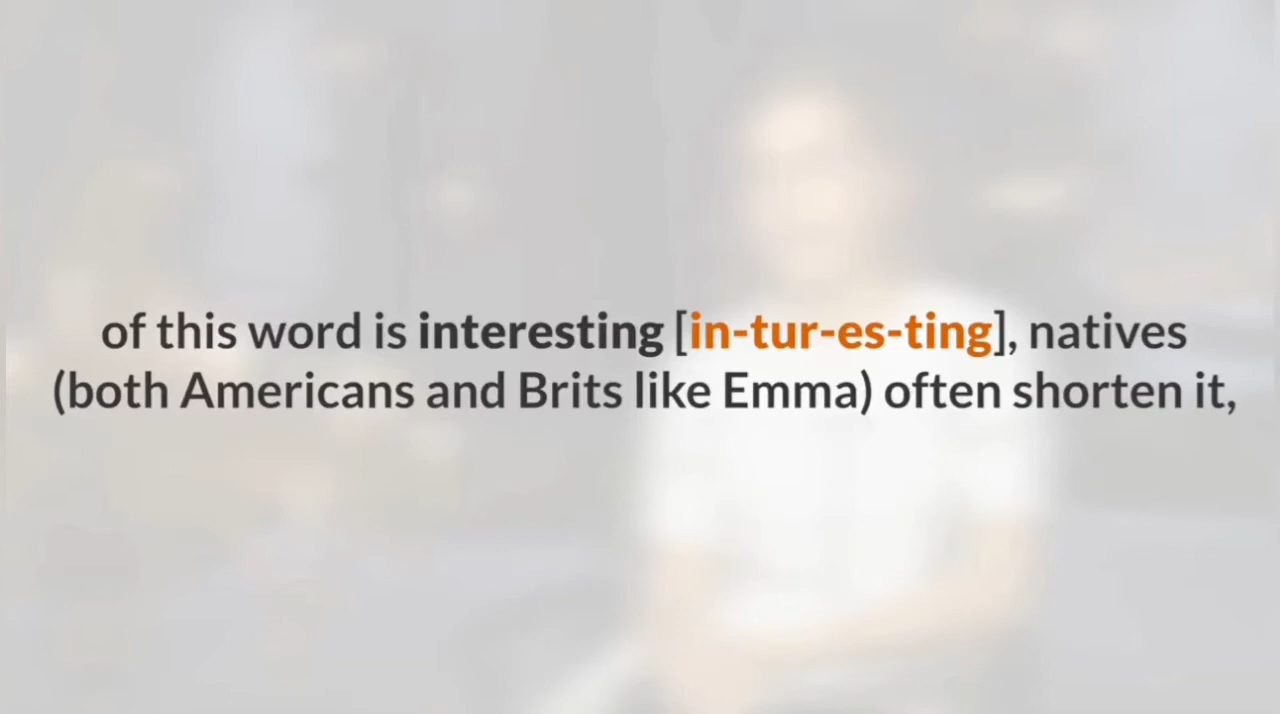 of this word is interesting [in-tur-es-ting], natives
(both Americans and Brits like Emma) often shorten it,